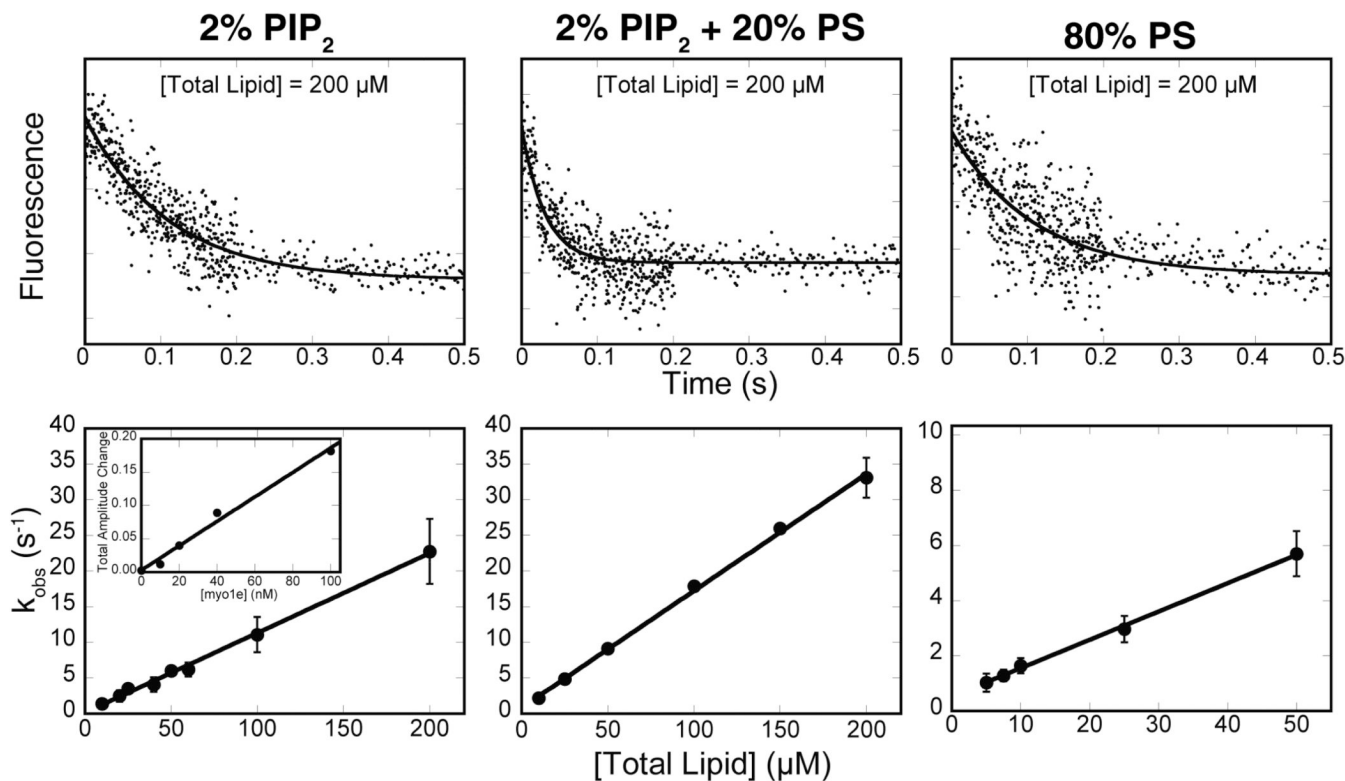 2% PIP2
2% PIP2 + 20% PS
80% PS
[Total Lipid] = 200 µM
[Total Lipid] = 200 µM
[Total Lipid] = 200 µM
Fluorescence
0 0.1 0.2 0.3 0.4 0.5
0 0.1 0.2 0.3 0.4 0.5
0 0.1 0.2 0.3 0.4 0.5
Time (s)
kobs (s-1)
40
35
30
25
20
15
10
5
0
0 50 100 150 200
Total Amplitude Change
0.20
0.15
0.10
0.05
0.00
0 20 40 60 80 100
[myo1e] (nM)
40
35
30
25
20
15
10
5
0
0 50 100 150 200
10
8
6
4
2
0
0 10 20 30 40 50
[Total Lipid] (µM)